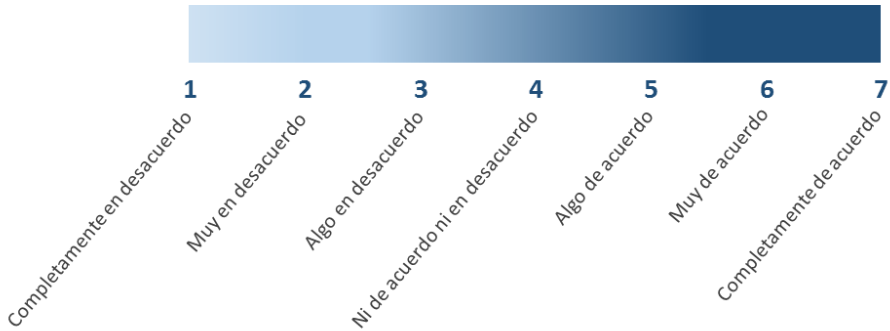 1 2 3 4 5 6 7
Completamente en desacuerdo
Muy en desacuerdo
Algo en desacuerdo
Ni de acuerdo ni en desacuerdo
Algo de acuerdo
Muy de acuerdo
Completamente de acuerdo